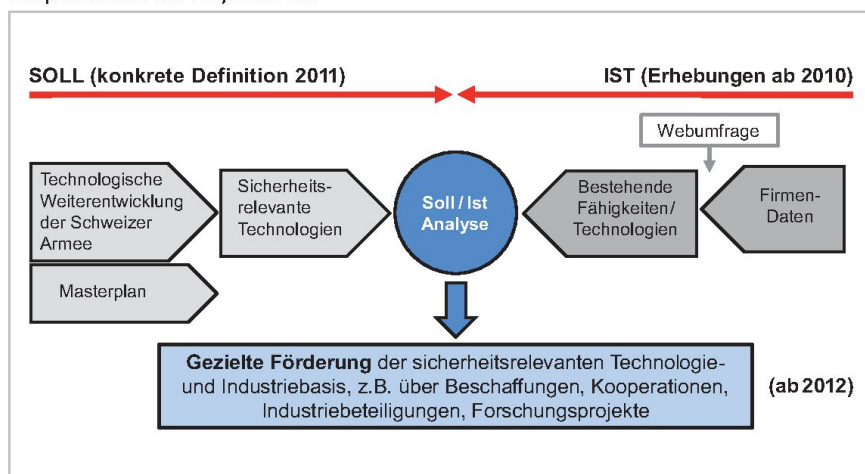 SOLL (konkrete Definition 2011)
IST (Erhebungen ab 2010)
Webumfrage
Technologische
Weiterentwicklung
der Schweizer
Armee
Sicherheits-
relevante
Technologien
Soll / Ist
Analyse
Bestehende
Fähigkeiten/
Technologien
Firmen-
Daten
Masterplan
Gezielte Förderung der sicherheitsrelevanten Technologie-
und Industriebasis, z.B. über Beschaffungen, Kooperationen,
Industriebeteiligungen, Forschungsprojekte
(ab 2012)